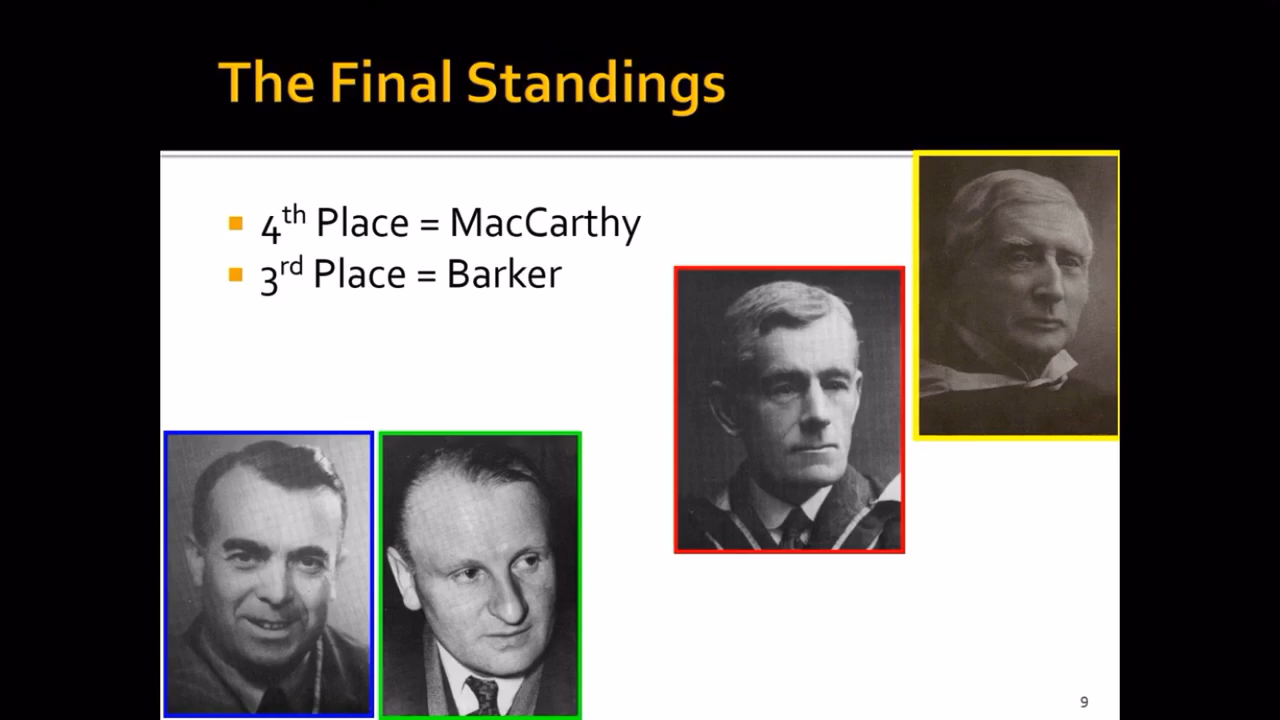 The Final Standings
4th Place = MacCarthy
3rd Place = Barker
9